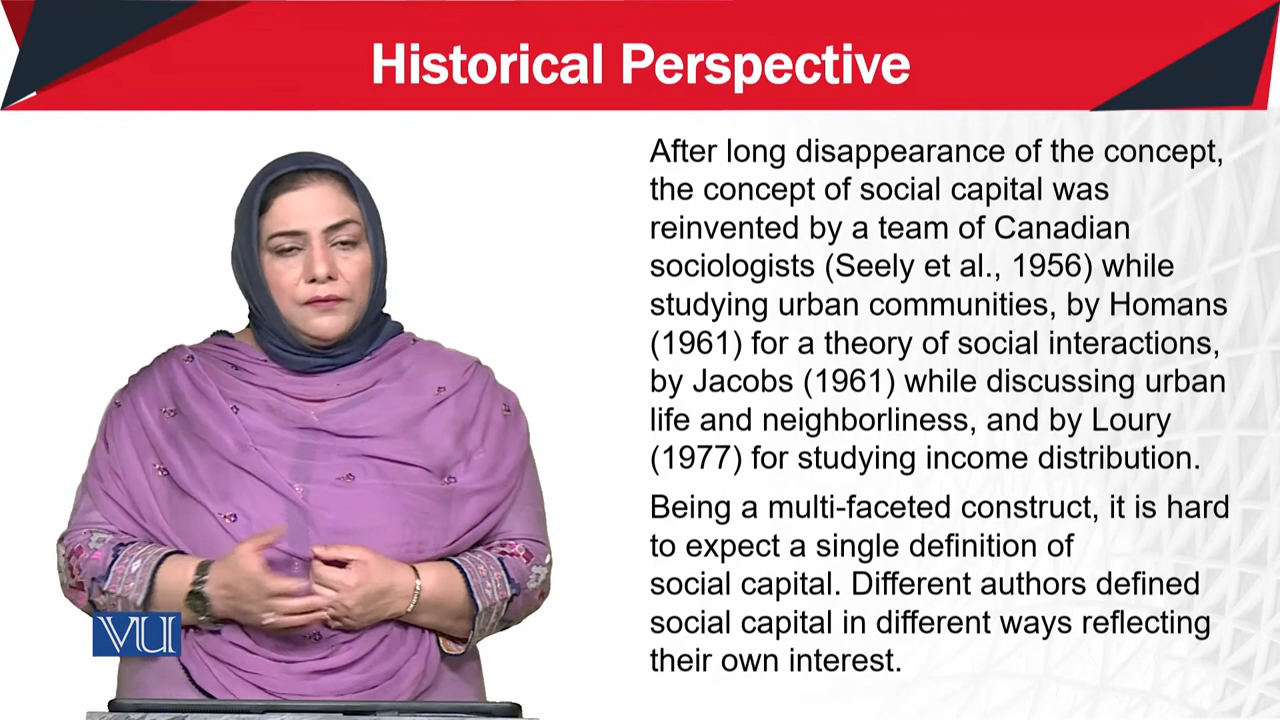 Historical Perspective
After long disappearance of the concept,
the concept of social capital was
reinvented by a team of Canadian
sociologists (Seely et al., 1956) while
studying urban communities, by Homans
(1961) for a theory of social interactions,
by Jacobs (1961) while discussing urban
life and neighborliness, and by Loury
(1977) for studying income distribution.
Being a multi-faceted construct, it is hard
to expect a single definition of
social capital. Different authors defined
social capital in different ways reflecting
their own interest.
VU